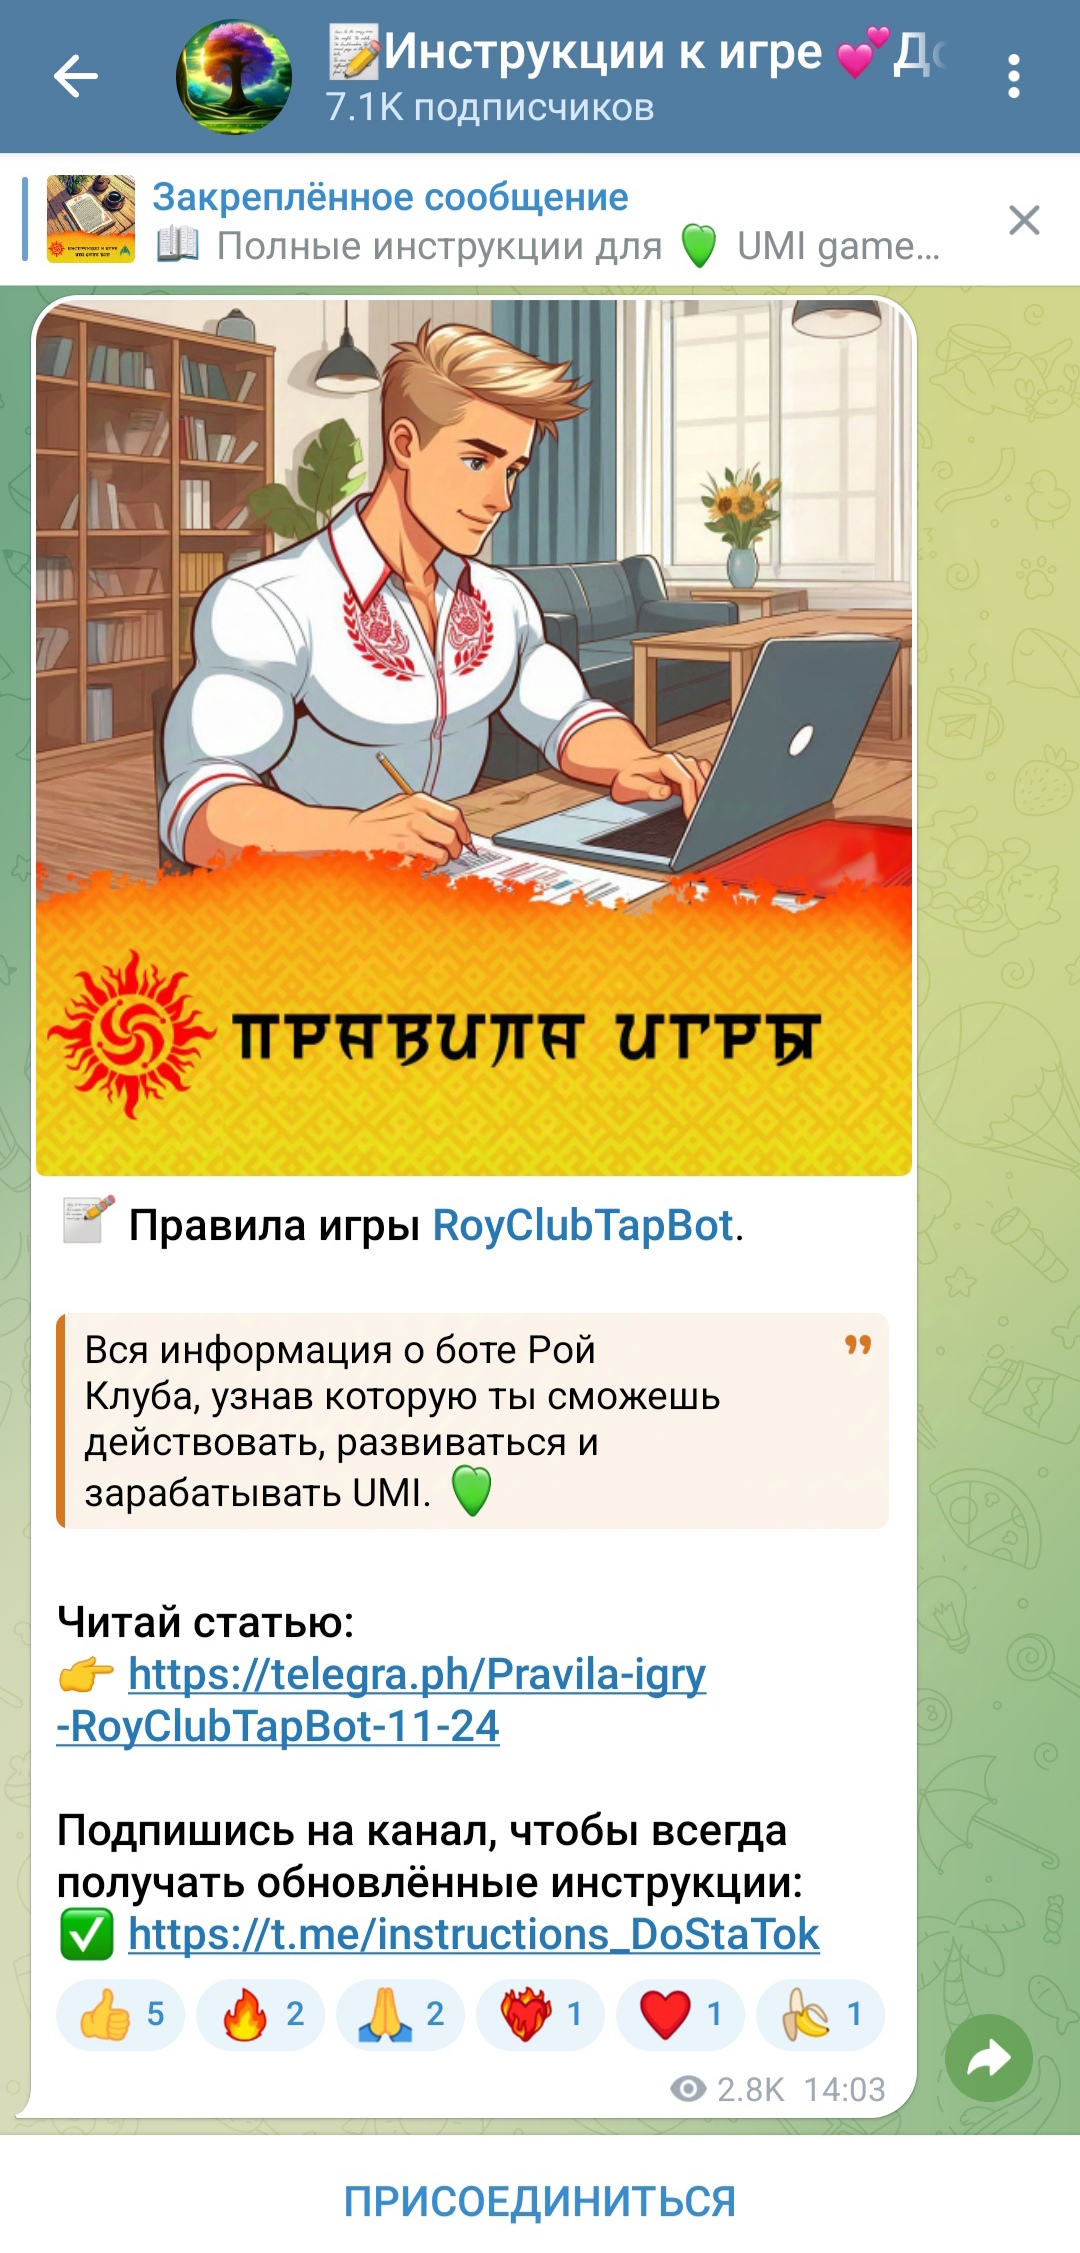 📝Инструкции к игре 💕
7.1K подписчиков
Закреплённое сообщение
📖 Полные инструкции для 💚 UMI game...
ПРАВИЛА ИГРЫ
📝 Правила игры RoyClubTapBot.
Вся информация о боте Рой
Клуба, узнав которую ты сможешь
действовать, развиваться и
зарабатывать UMI. 💚
Читай статью:
👉 https://telegra.ph/Pravila-igry
-RoyClubTapBot-11-24
Подпишись на канал, чтобы всегда
получать обновлённые инструкции:
✅ https://t.me/instructions_DoStaTok
👍 5 🔥 2 🙏 2 ❤️‍🔥 1 ❤️ 1 🍌 1
2.8K 14:03
ПРИСОЕДИНИТЬСЯ